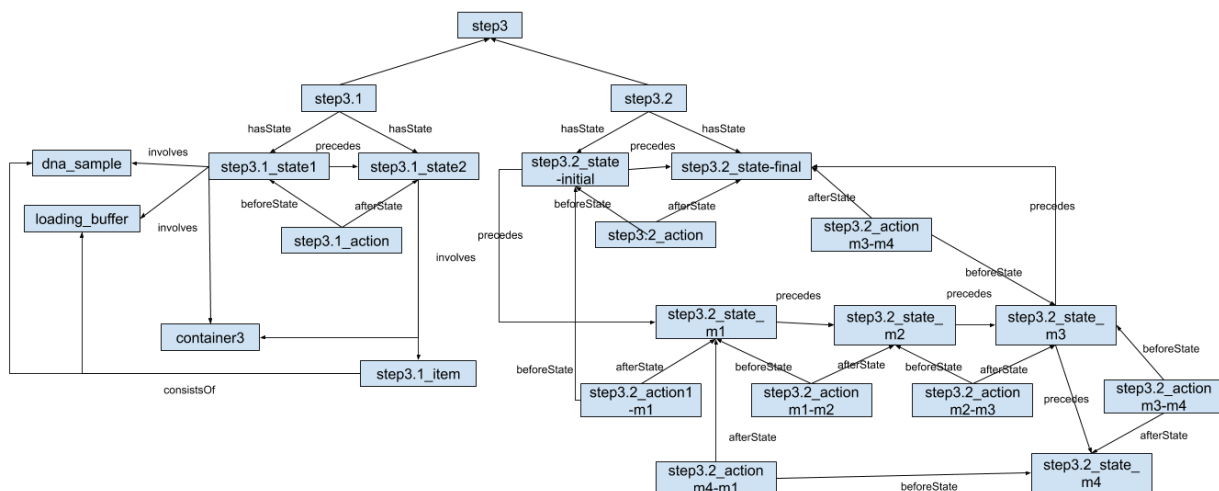 step3
step3.1
step3.2
hasState
hasState
hasState
hasState
dna_sample
involves
step3.1_state1
precedes
step3.1_state2
step3.2_state
-initial
precedes
step3.2_state-final
beforeState
afterState
beforeState
afterState
afterState
loading_buffer
involves
step3.1_action
step3.2_action
step3.2_action
m3-m4
precedes
precedes
involves
beforeState
precedes
precedes
container3
step3.2_state_
m1
step3.2_state_
m2
step3.2_state_
m3
step3.1_item
consistsOf
beforeState
afterState
beforeState
afterState
beforeState
afterState
beforeState
step3.2_action1
-m1
step3.2_action
m1-m2
step3.2_action
m2-m3
precedes
step3.2_action
m3-m4
afterState
afterState
step3.2_action
m4-m1
beforeState
step3.2_state_
m4